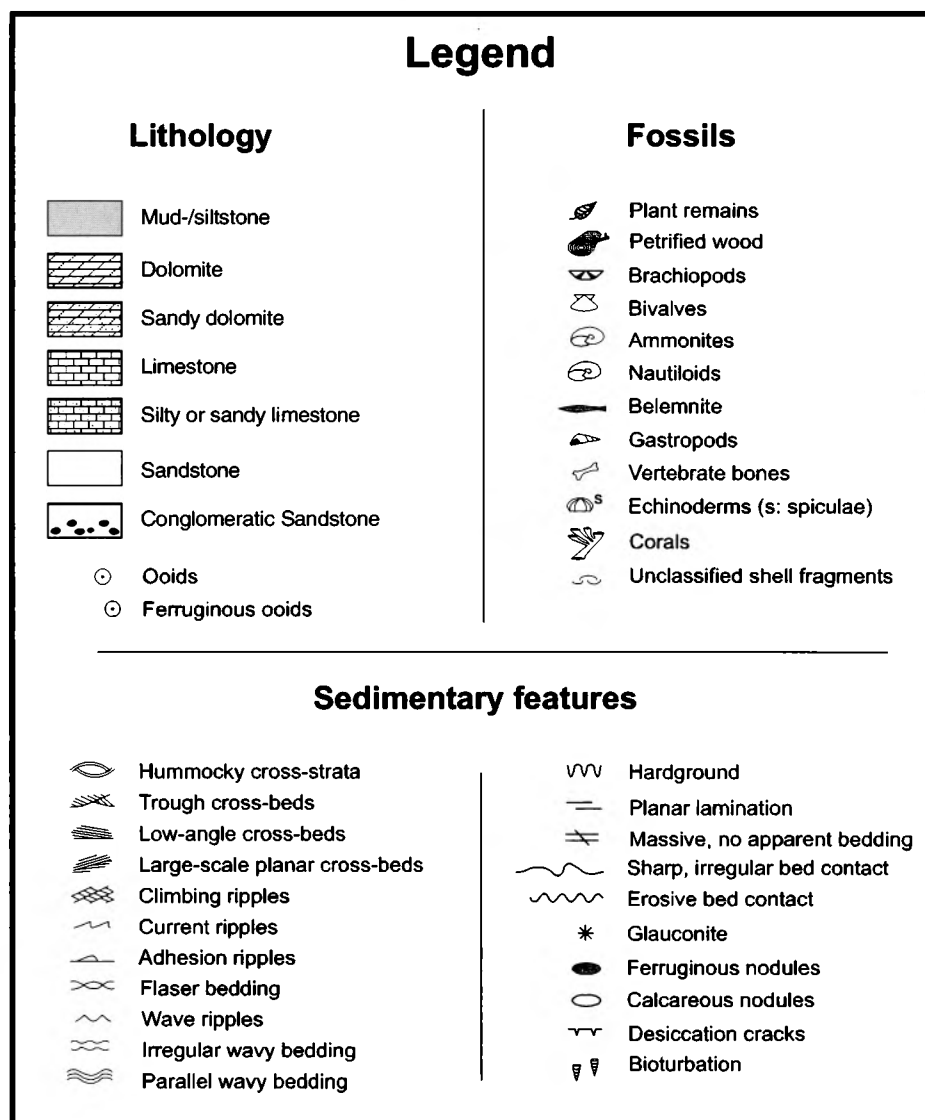 Legend
Lithology
Mud-/siltstone
Dolomite
Sandy dolomite
Limestone
Silty or sandy limestone
Sandstone
Conglomeratic Sandstone
Ooids
Ferruginous ooids
Fossils
Plant remains
Petrified wood
Brachiopods
Bivalves
Ammonites
Nautiloids
Belemnite
Gastropods
Vertebrate bones
S Echinoderms (s: spiculae)
Corals
Unclassified shell fragments
Sedimentary features
Hummocky cross-strata
Trough cross-beds
Low-angle cross-beds
Large-scale planar cross-beds
Climbing ripples
Current ripples
Adhesion ripples
Flaser bedding
Wave ripples
Irregular wavy bedding
Parallel wavy bedding
Hardground
Planar lamination
Massive, no apparent bedding
Sharp, irregular bed contact
Erosive bed contact
Glauconite
Ferruginous nodules
Calcareous nodules
Desiccation cracks
Bioturbation